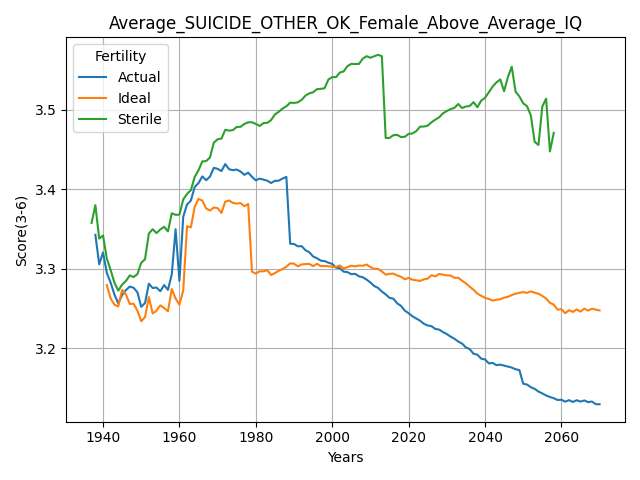 Average_SUICIDE_OTHER_OK_Female_Above_Average_IQ
Fertility
Actual
Ideal
Sterile
Score(3-6)
3.5
3.4
3.3
3.2
1940
1960
1980
2000
2020
2040
2060
Years